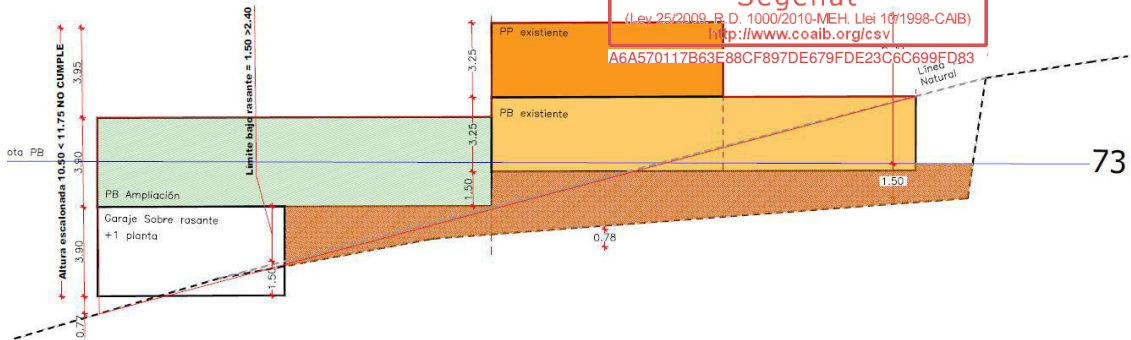 Segellat
(Ley 25/2009, R.D. 1000/2010-MEH. Llei 10/1998-CAIB)
http://www.coaib.org/csv
A6A570117B63E88CF897DE679FDE23C6C699FD83
PP existente
3.25
Línea
Natural
Altura escalonada 10.50 < 11.75 NO CUMPLE
3.95
Límite bajo rasante = 1.50 >2.40
PB existente
3.25
ota PB
73
3.90
PB Ampliación
1.50
1.50
Garaje Sobre rasante
+1 planta
3.90
1.50
0.78
0.77